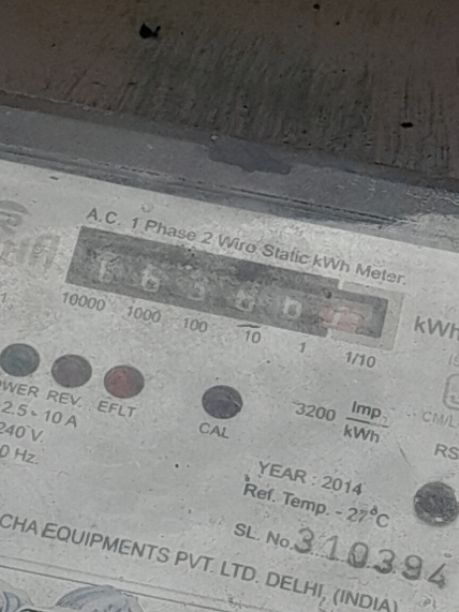 A.C. 1 Phase 2 Wire Static kWh Meter.
10000 1000 100 10 1 1/10
kWh
REV. EFLT
2.5 - 10 A
240 V.
CAL
3200 Imp./kWh
CM/L
RS
YEAR : 2014
Ref. Temp. - 27°C
SL. No. 310394
EQUIPMENTS PVT. LTD. DELHI, (INDIA)